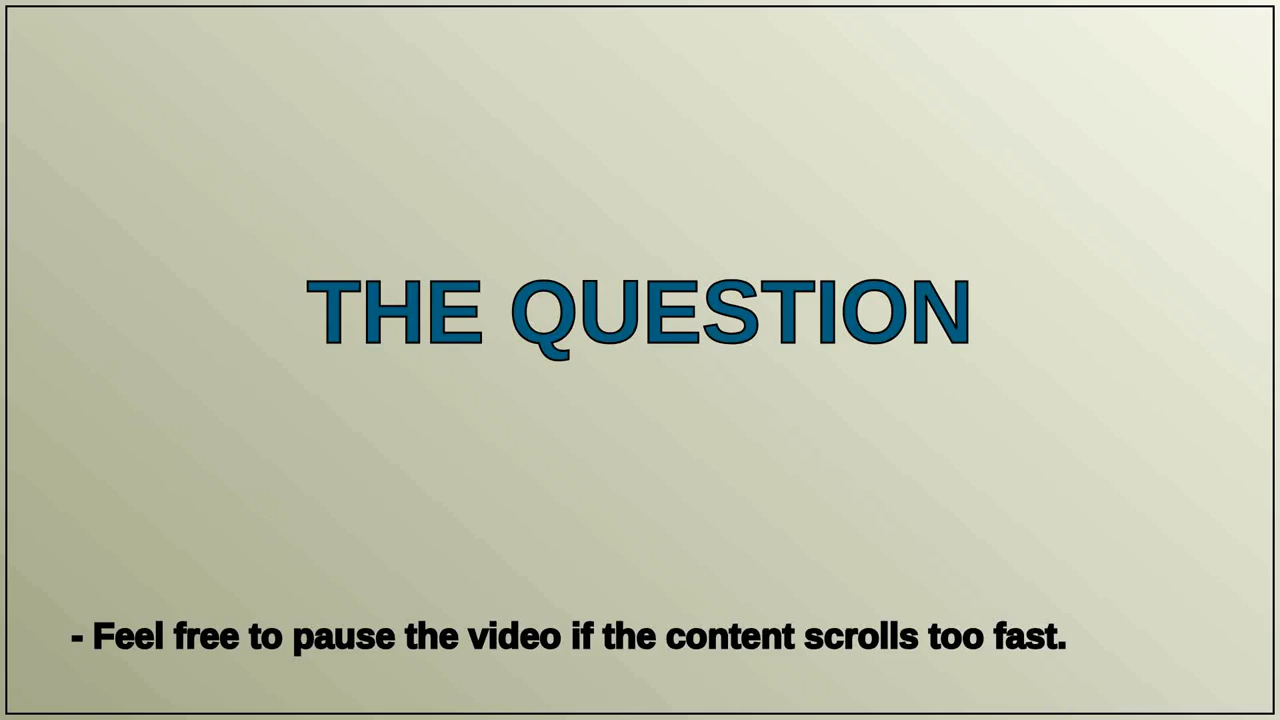 THE QUESTION
- Feel free to pause the video if the content scrolls too fast.